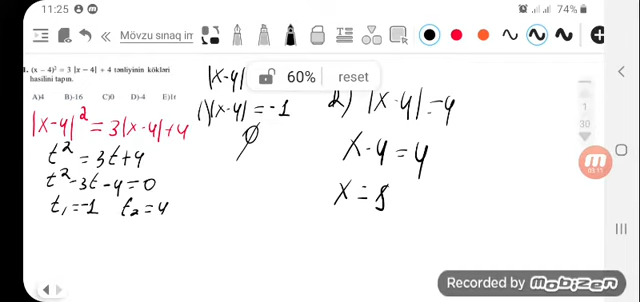 11:25
74%
Mövzu sınaq im
1. (x − 4)² = 3 |x − 4| + 4 tənliyinin kökləri
hasilini tapın.
A)4 B)-16 C)0 D)-4 E)1
60% reset
|x-4|
|x-4|² = 3|x-4|+4
t² = 3t+4
t² - 3t - 4 = 0
t₁ = -1 t₂ = 4
1) |x-4| = -1
∅
2) |x-4| = 4
x-4 = 4
x = 8
1
30
03:11
Recorded by mobizen